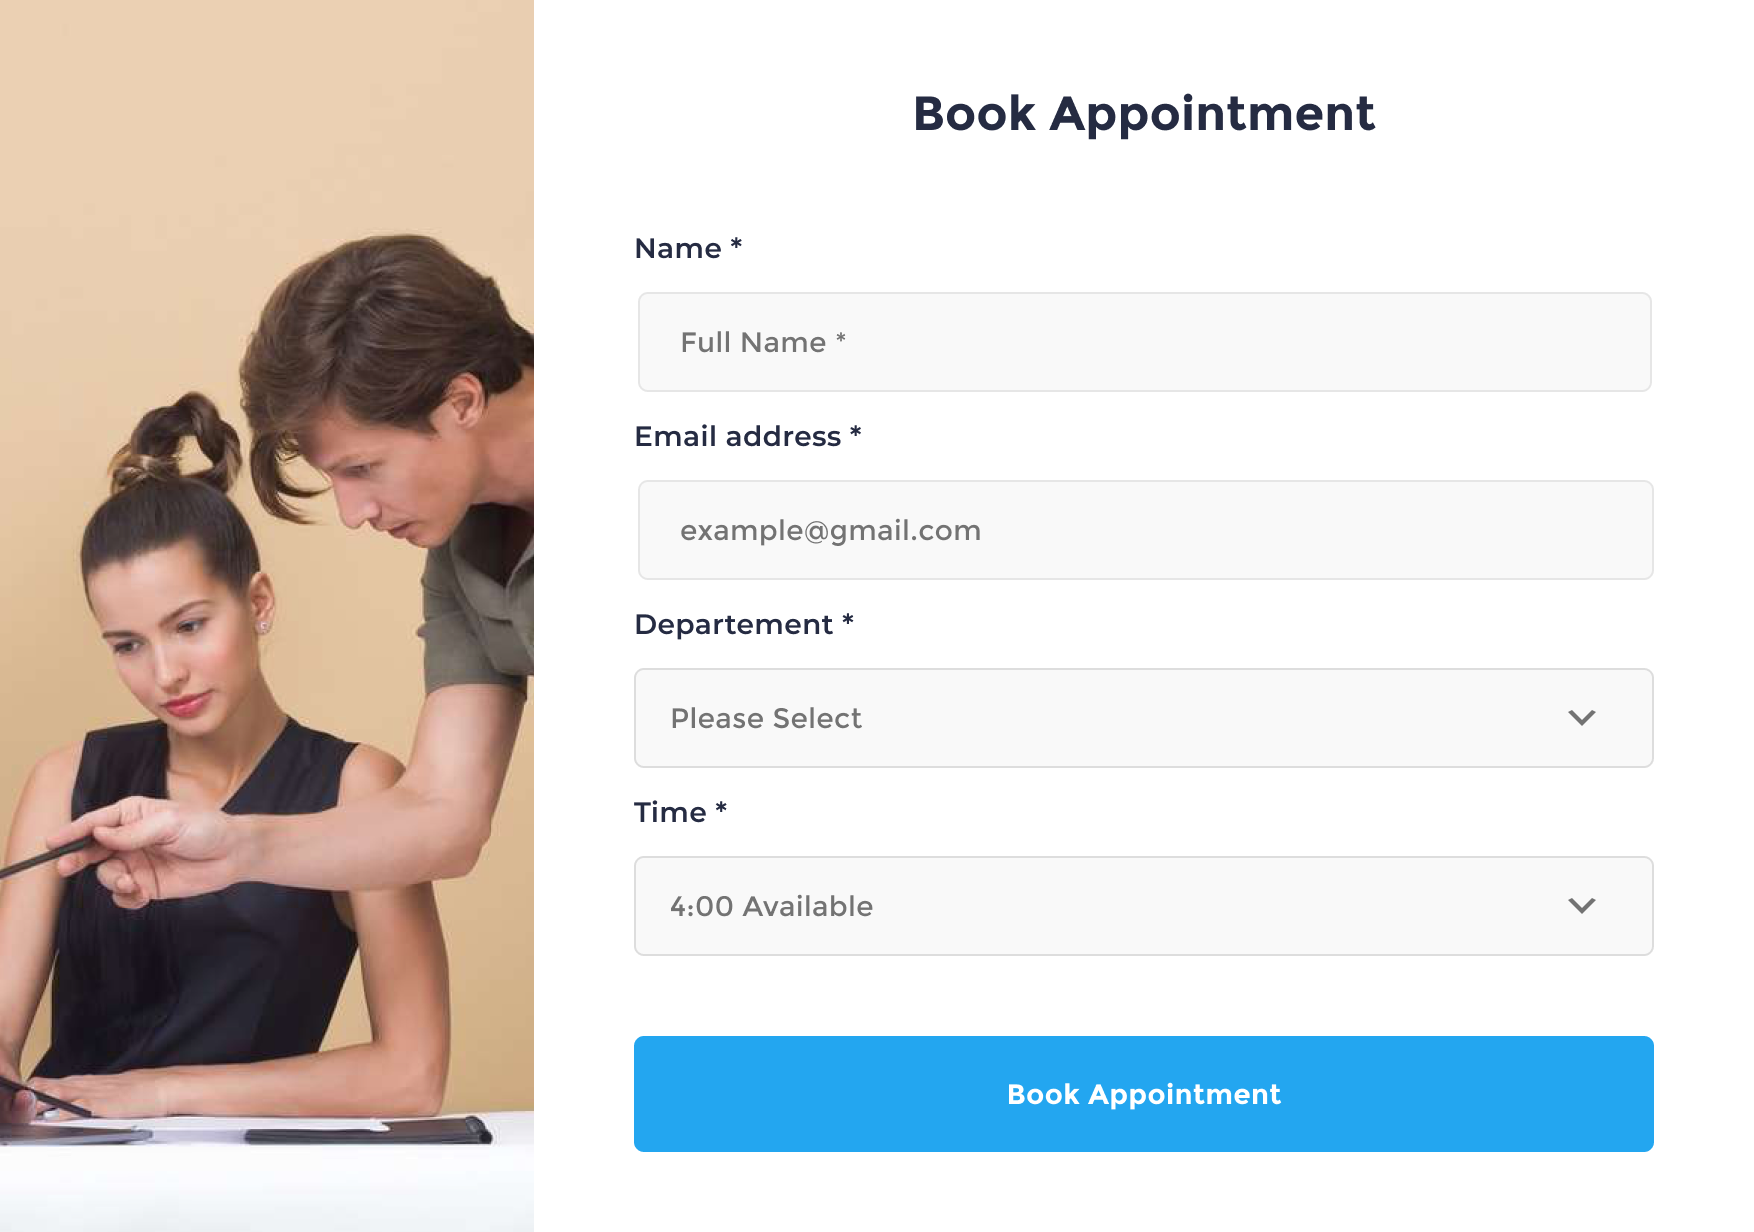 Book Appointment
Name *
Full Name *
Email address *
example@gmail.com
Departement *
Please Select
Time *
4:00 Available
Book Appointment